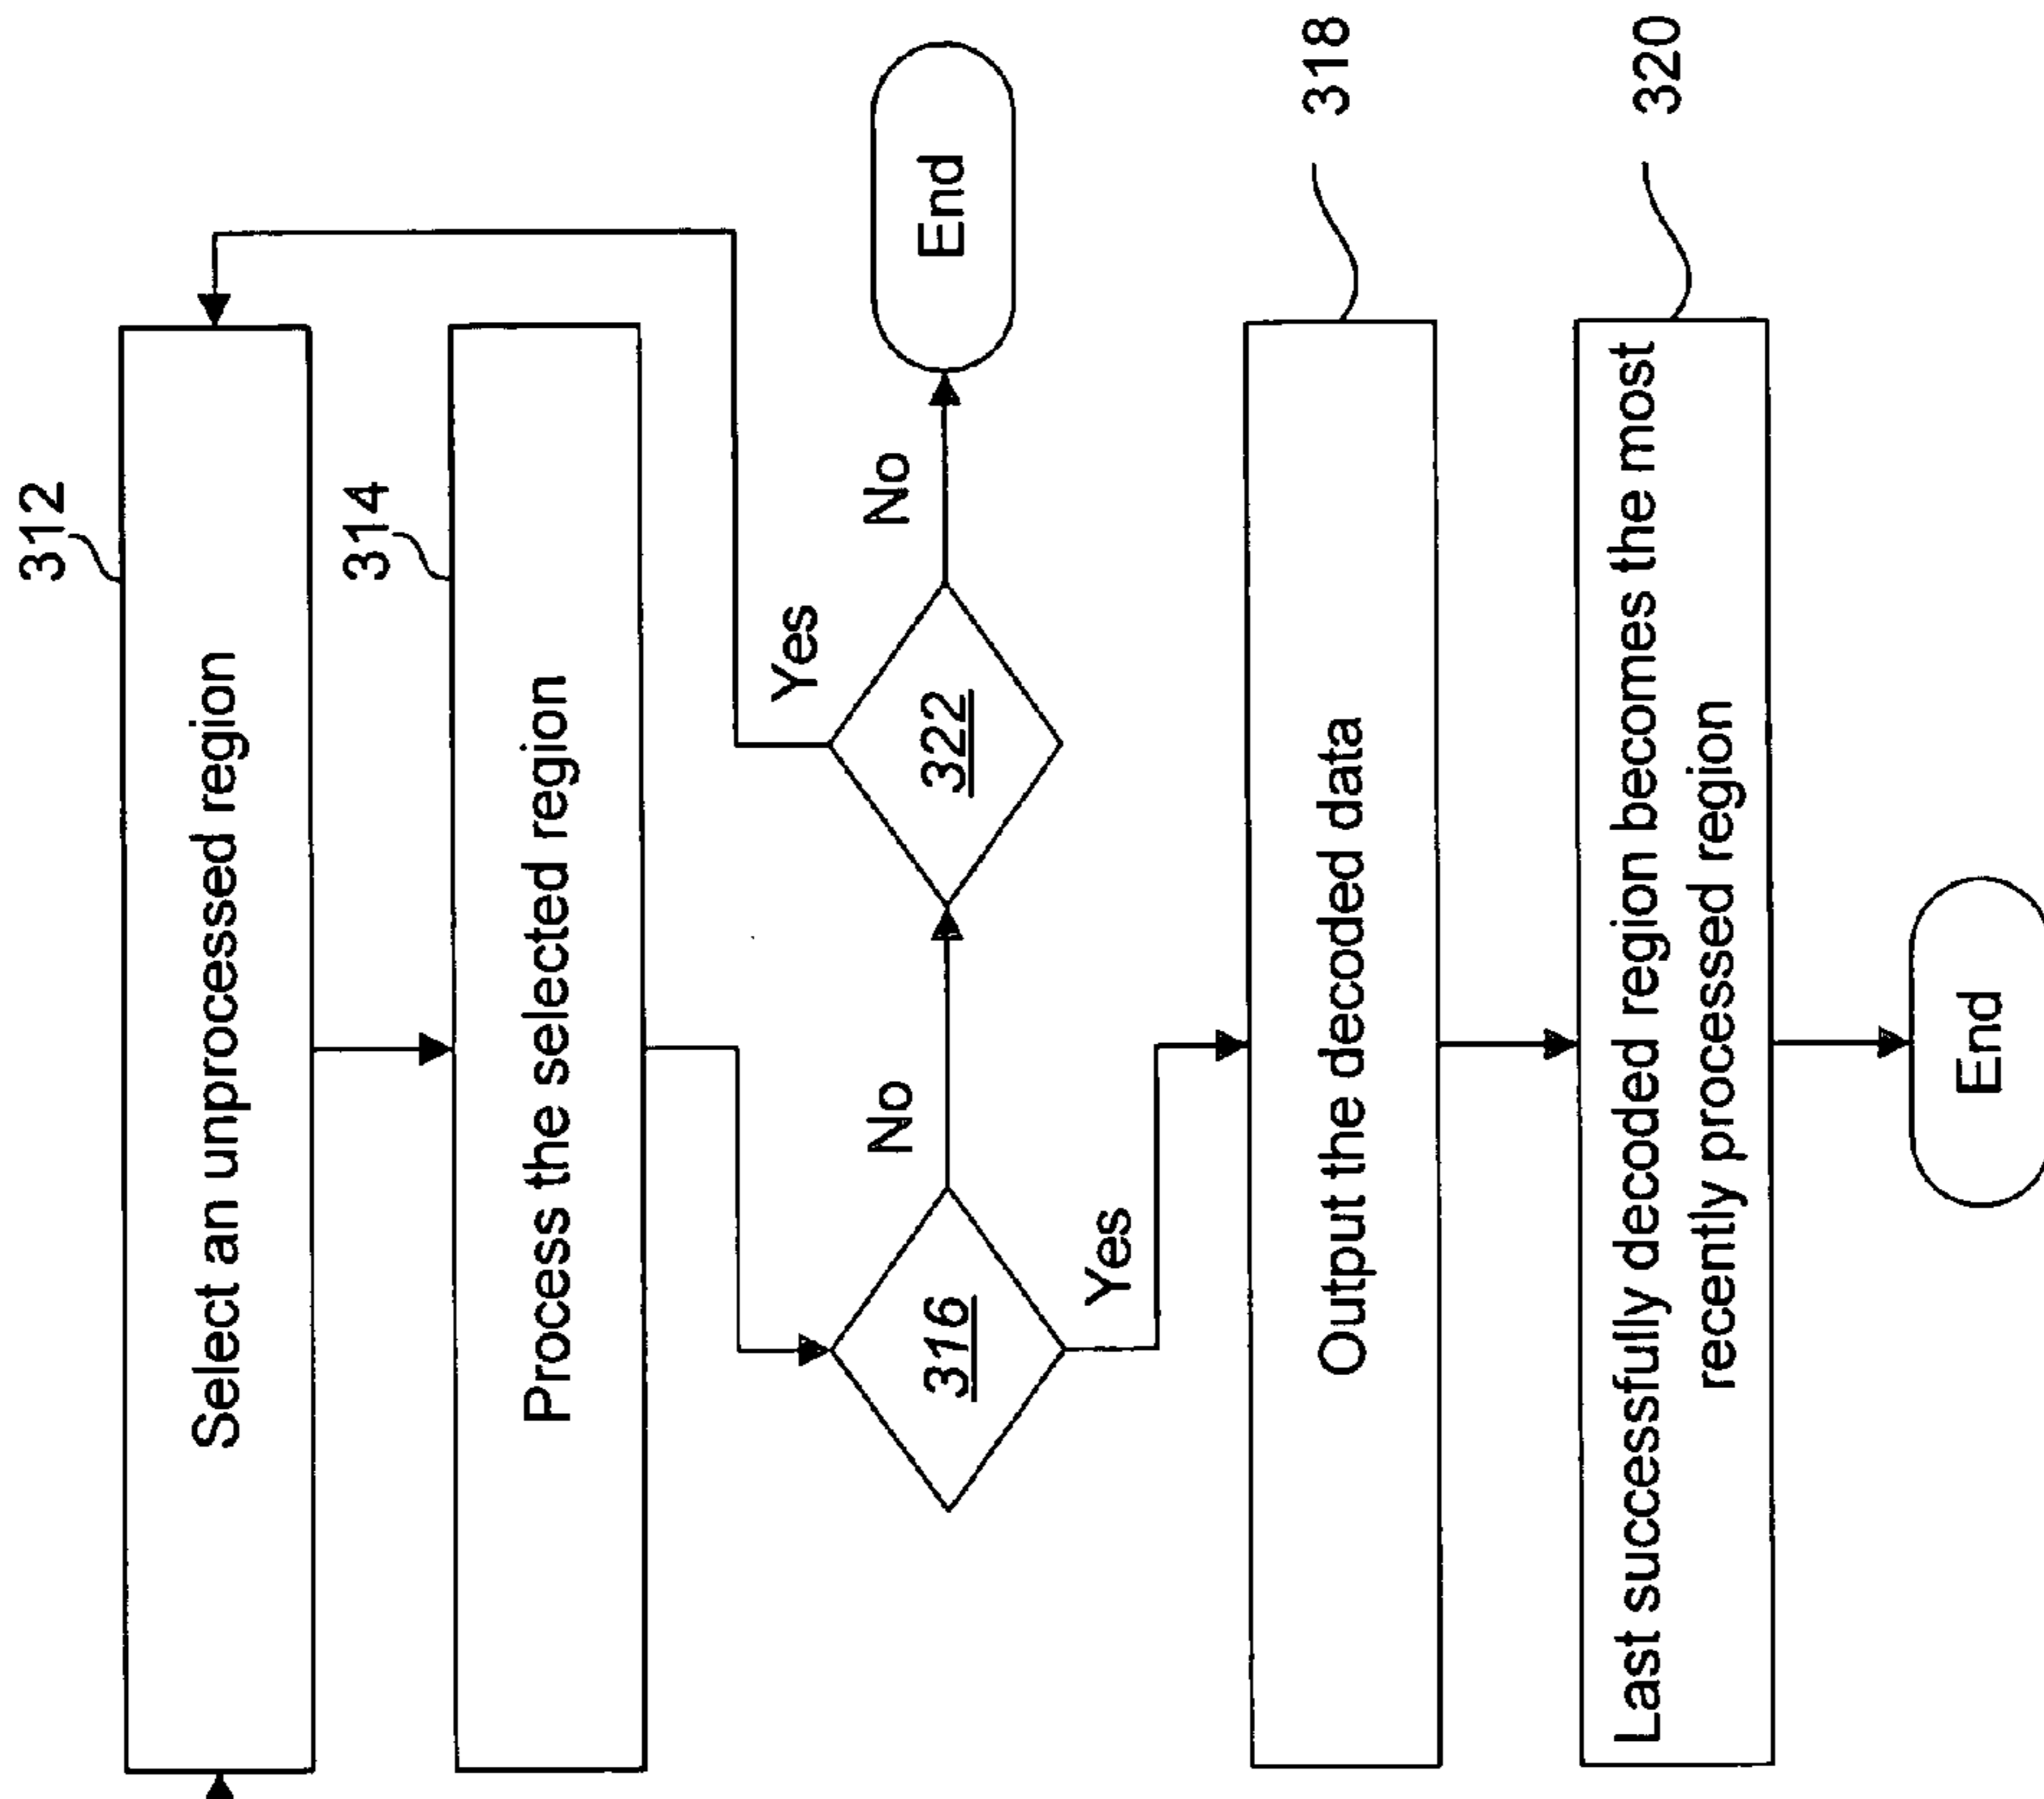 312
Select an unprocessed region
314
Process the selected region
316
No
322
No
End
Yes
Yes
318
Output the decoded data
320
Last successfully decoded region becomes the most
recently processed region
End